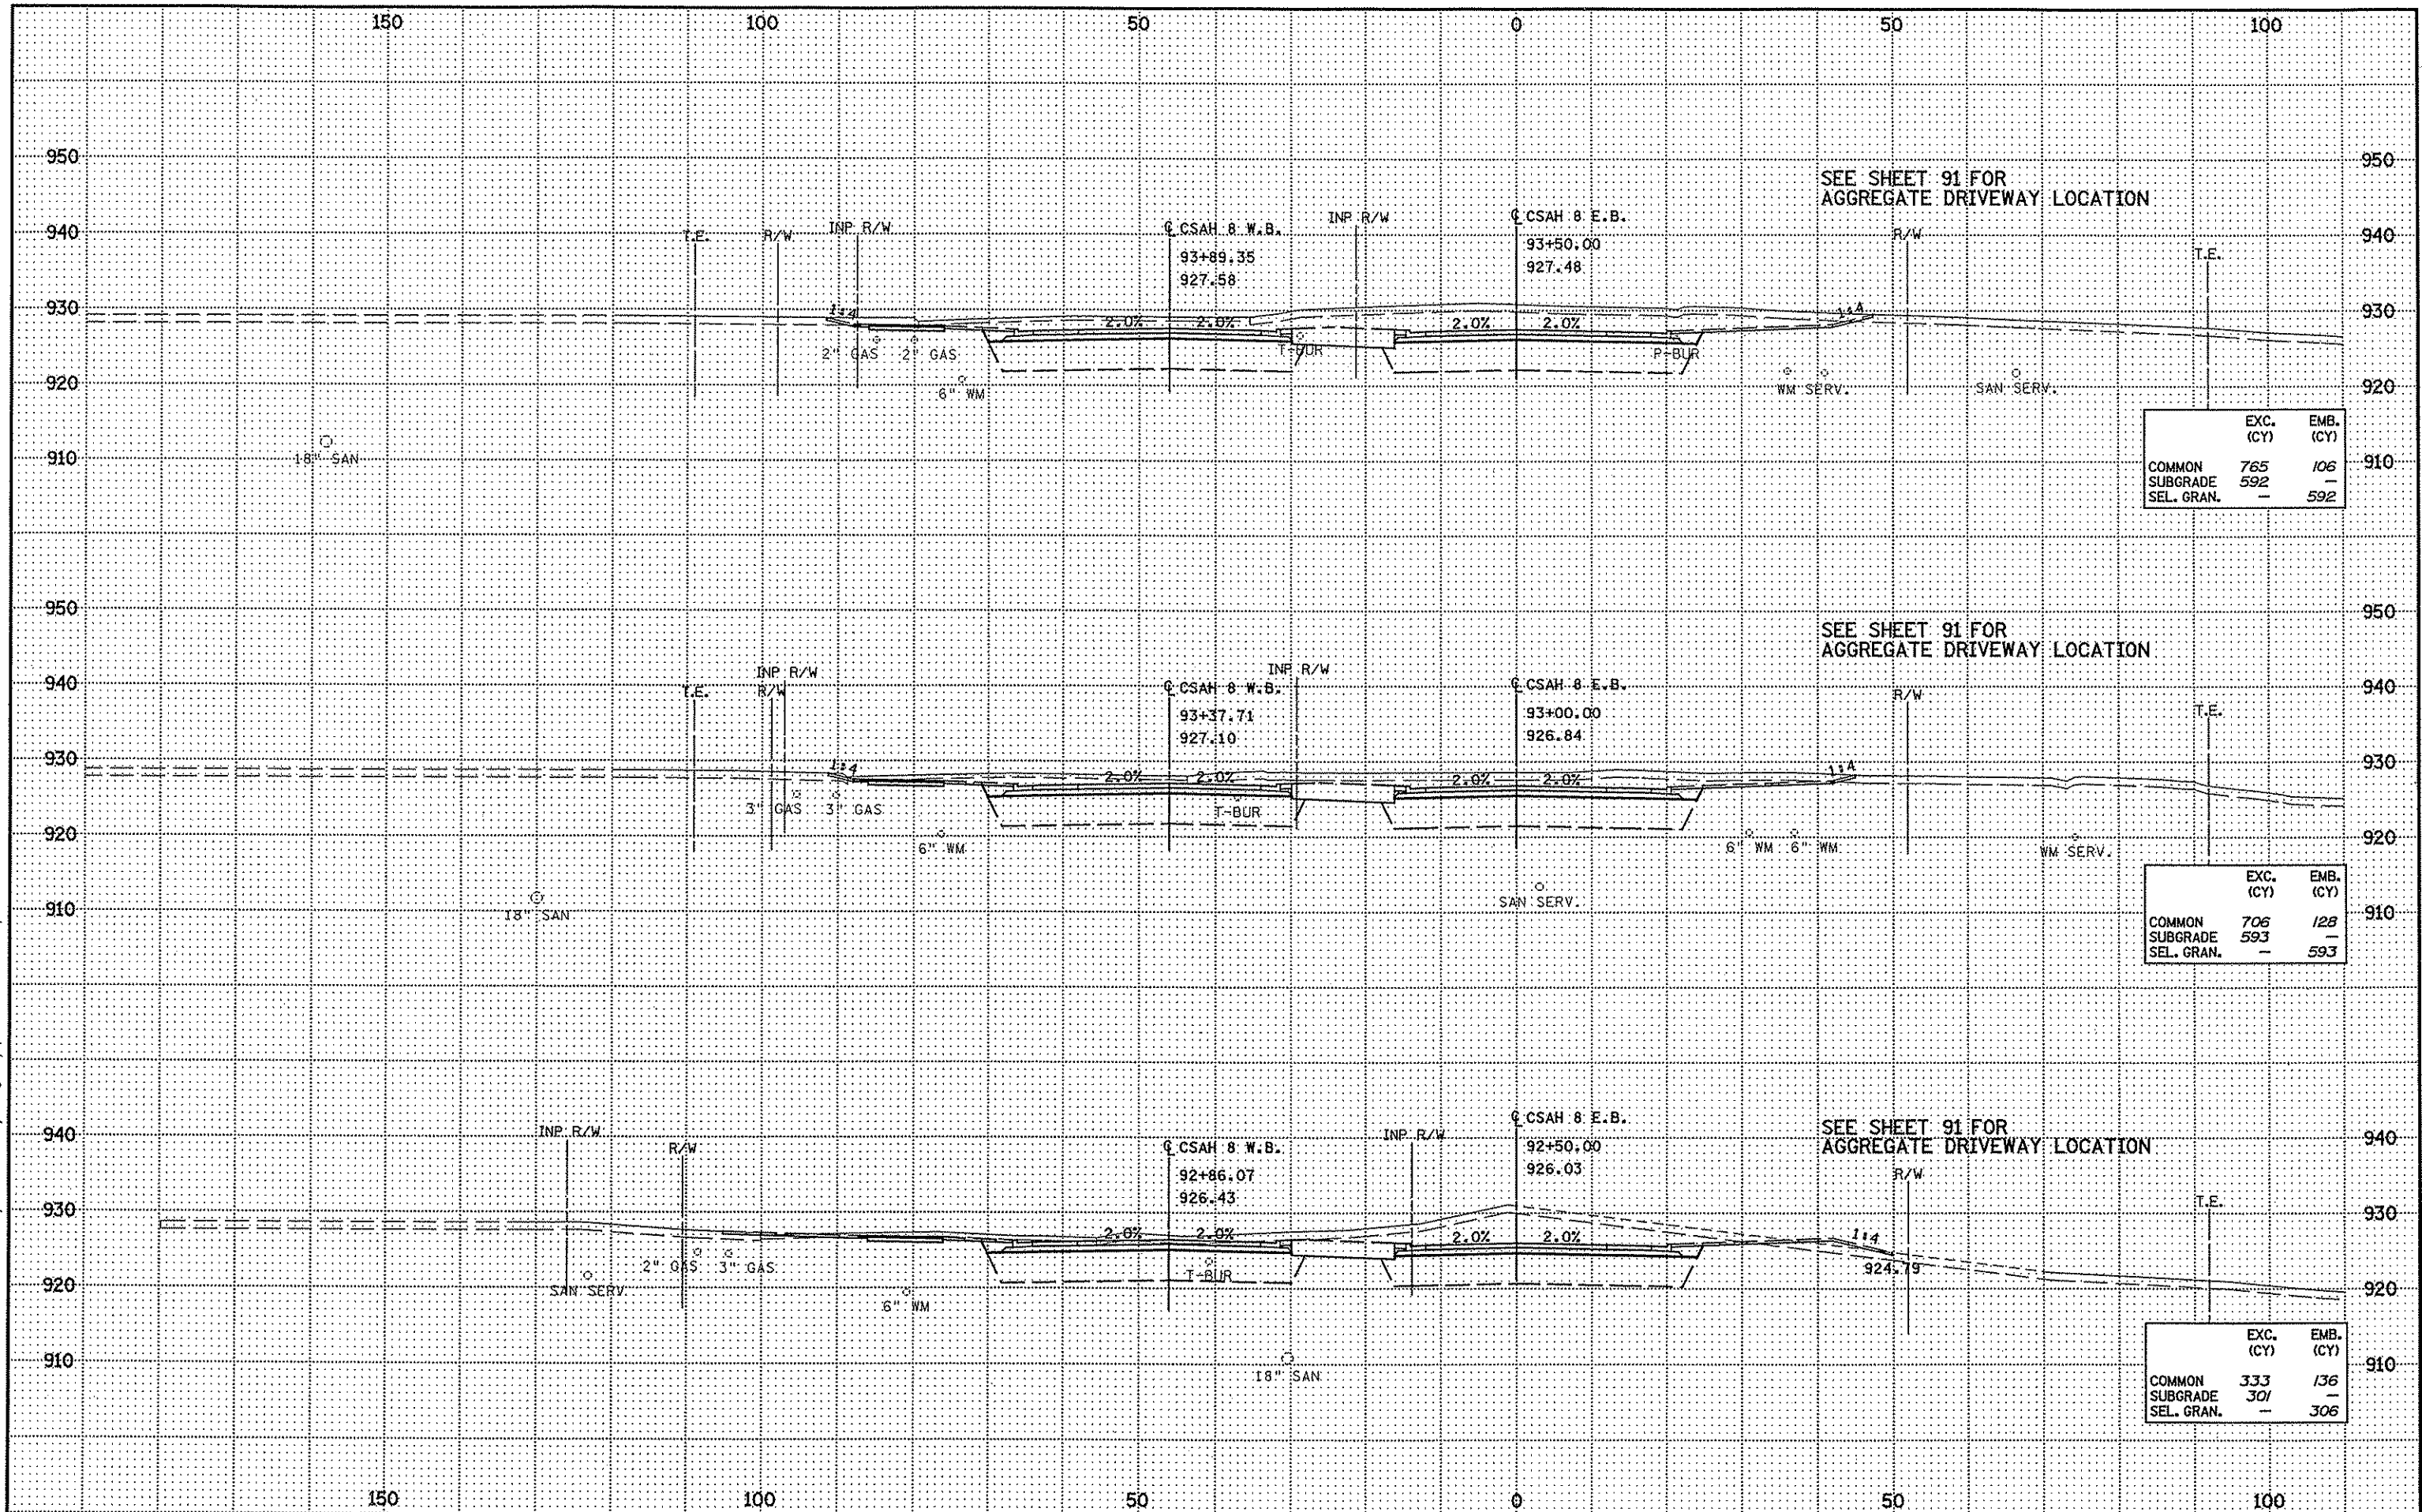 150 100 50 0 50 100
950 950
SEE SHEET 91 FOR
AGGREGATE DRIVEWAY LOCATION
940 T.E. R/W INP R/W ℄ CSAH 8 W.B. INP R/W ℄ CSAH 8 E.B. R/W 940
93+89.35 93+50.00 T.E.
927.58 927.48
930 1:4 2.0% 2.0% 2.0% 2.0% 1:4 930
2" GAS 2" GAS T-BUR P-BUR
920 6" WM WM SERV. SAN SERV. 920
EXC. EMB.
(CY) (CY)
910 18" SAN 910
COMMON 765 106
SUBGRADE 592 —
SEL. GRAN. — 592
950 950
SEE SHEET 91 FOR
AGGREGATE DRIVEWAY LOCATION
INP R/W INP R/W
940 T.E. R/W ℄ CSAH 8 W.B. ℄ CSAH 8 E.B. R/W 940
93+37.71 93+00.00 T.E.
927.10 926.84
930 1:4 2.0% 2.0% 2.0% 2.0% 1:4 930
3" GAS 3" GAS T-BUR
920 6" WM 6" WM 6" WM WM SERV. 920
EXC. EMB.
(CY) (CY)
910 18" SAN SAN SERV. 910
COMMON 706 128
SUBGRADE 593 —
SEL. GRAN. — 593
℄ CSAH 8 E.B.
SEE SHEET 91 FOR
940 INP R/W INP R/W 940
R/W ℄ CSAH 8 W.B. 92+50.00 AGGREGATE DRIVEWAY LOCATION
92+86.07 926.03 R/W
926.43 T.E.
930 2.0% 2.0% 2.0% 2.0% 1:4 930
2" GAS 3" GAS T-BUR 924.79
920 SAN SERV 6" WM 920
EXC. EMB.
(CY) (CY)
910 18" SAN 910
COMMON 333 136
SUBGRADE 301 —
SEL. GRAN. — 306
150 100 50 0 50 100